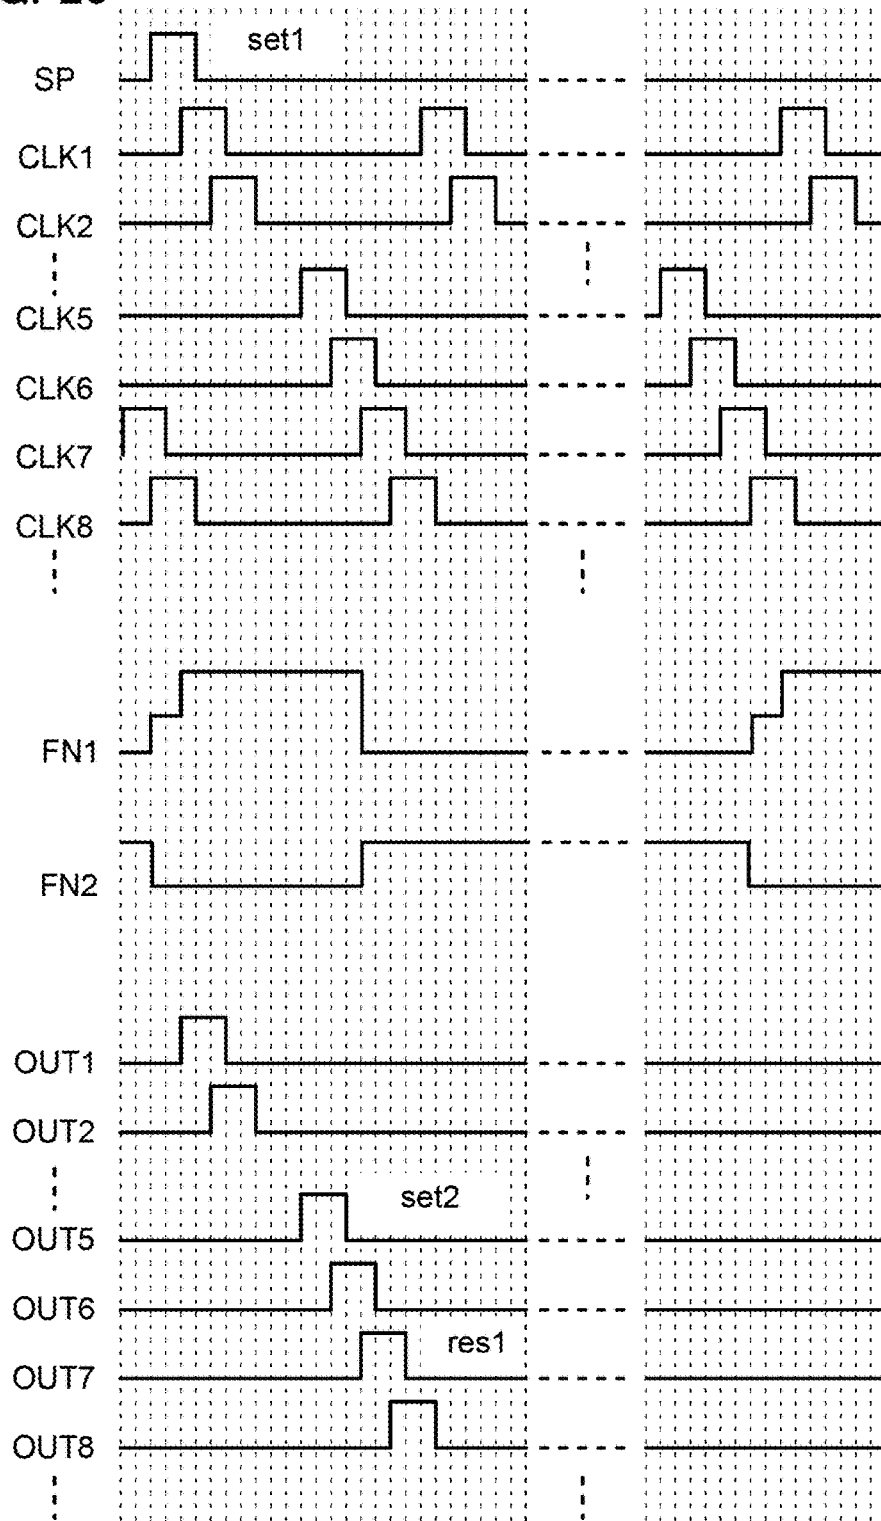 set1
SP
CLK1
CLK2
CLK5
CLK6
CLK7
CLK8
FN1
FN2
OUT1
OUT2
set2
OUT5
OUT6
res1
OUT7
OUT8